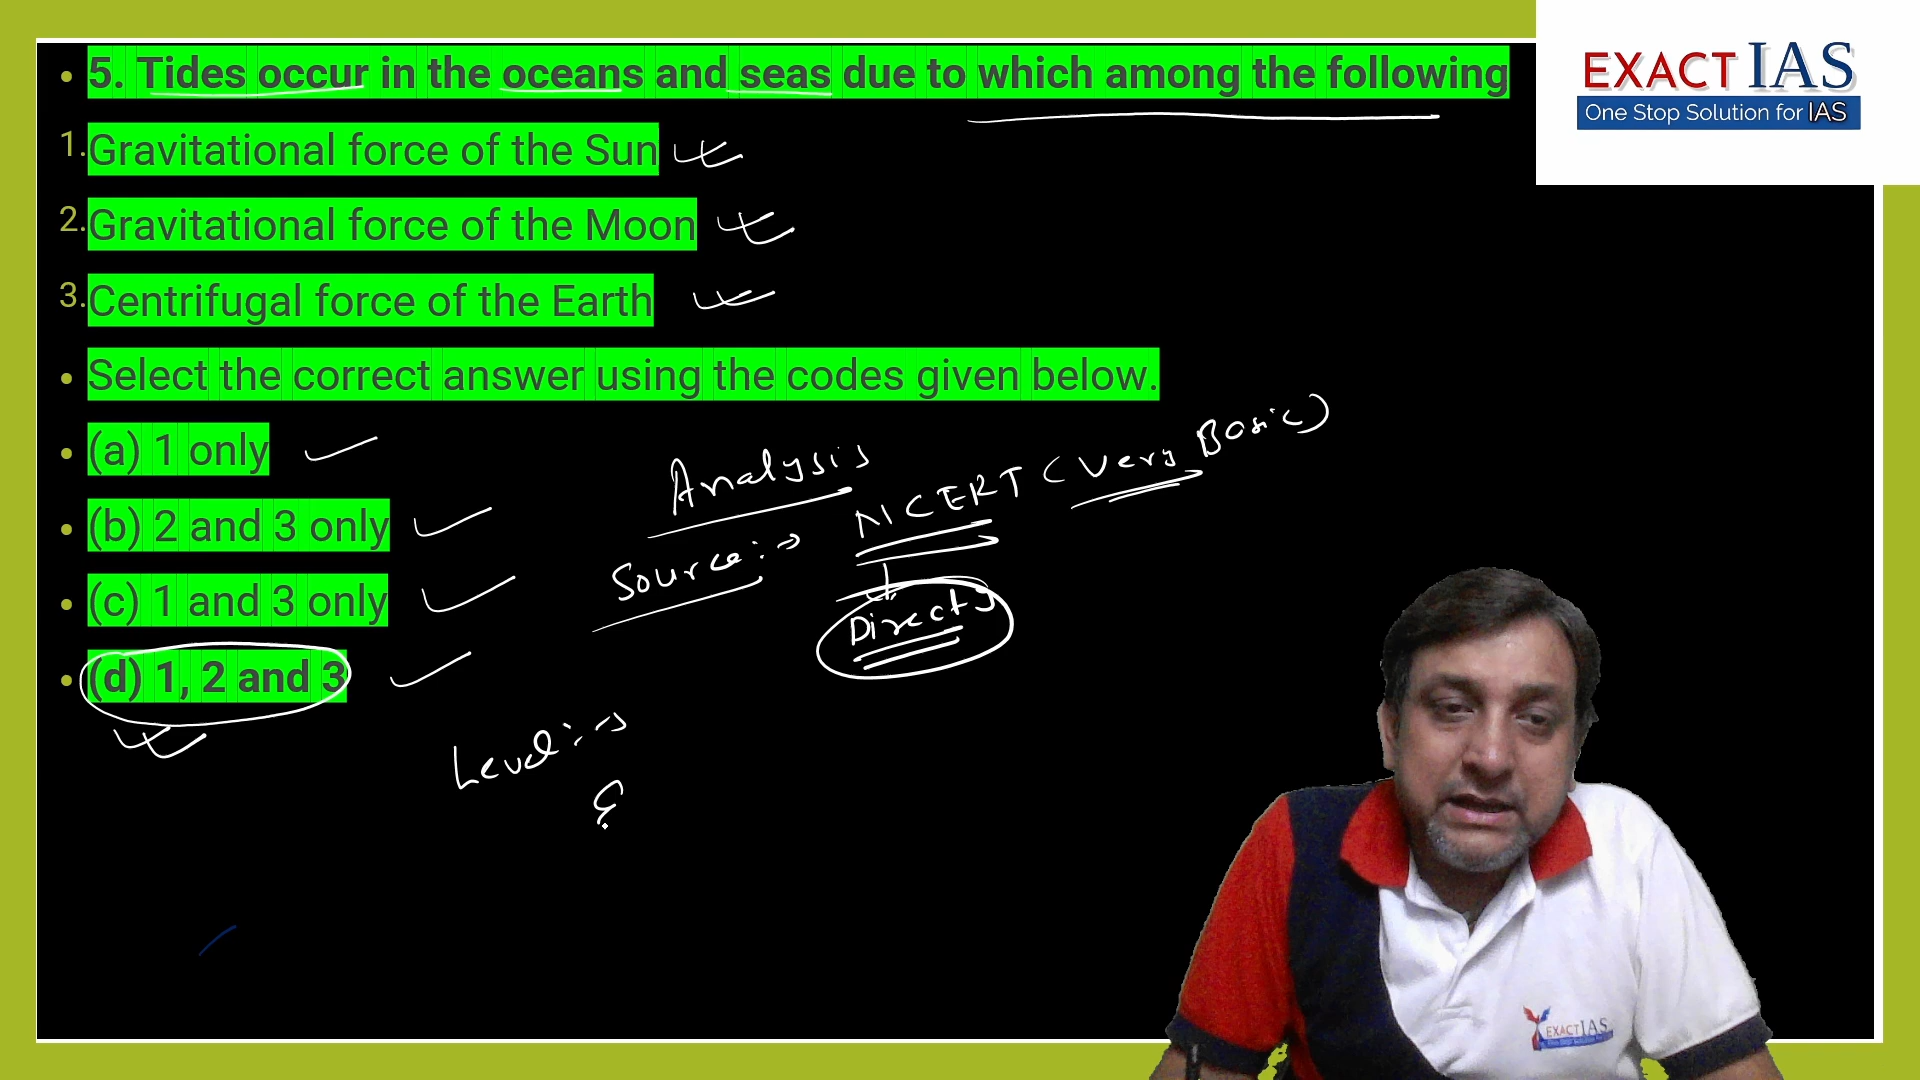 • 5. Tides occur in the oceans and seas due to which among the following
1. Gravitational force of the Sun
2. Gravitational force of the Moon
3. Centrifugal force of the Earth
• Select the correct answer using the codes given below.
• (a) 1 only
• (b) 2 and 3 only
• (c) 1 and 3 only
• (d) 1, 2 and 3
EXACT IAS
One Stop Solution for IAS
Analysis
Source:→ NCERT (Very Basic)
Directly
Level:→
EXACT IAS